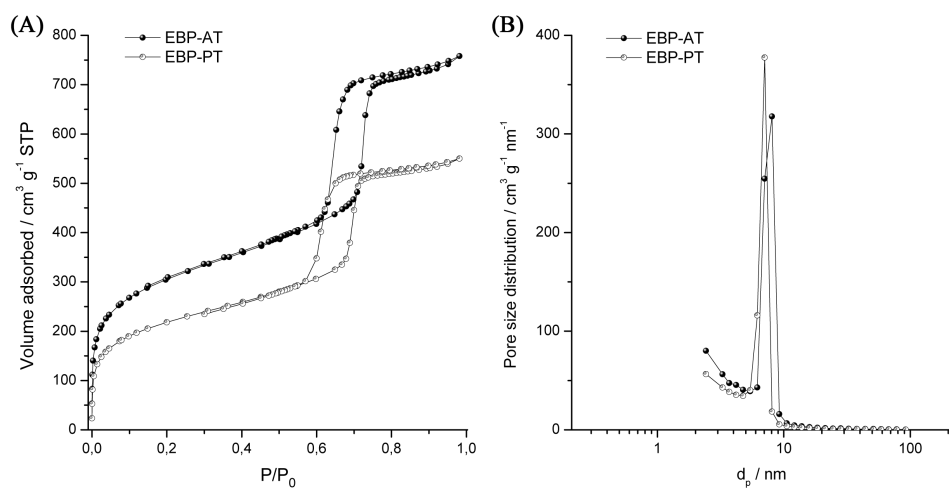 (A)
EBP-AT
EBP-PT
Volume adsorbed / cm³ g⁻¹ STP
800
700
600
500
400
300
200
100
0
0,0 0,2 0,4 0,6 0,8 1,0
P/P₀
(B)
EBP-AT
EBP-PT
Pore size distribution / cm³ g⁻¹ nm⁻¹
400
300
200
100
0
1 10 100
dₚ / nm